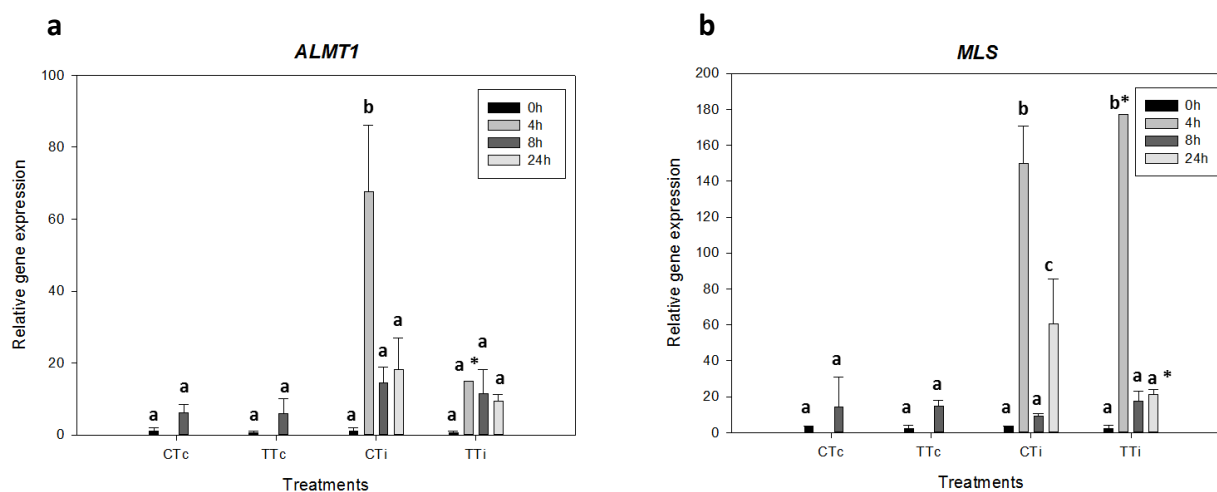 a
ALMT1
100
80
60
40
20
0
Relative gene expression
0h
4h
8h
24h
a a
a a
a b a a
a a * a a
CTc TTc CTi TTi
Treatments
b
MLS
200
180
160
140
120
100
80
60
40
20
0
Relative gene expression
0h
4h
8h
24h
a a
a a
a b a c
a b* a a *
CTc TTc CTi TTi
Treatments